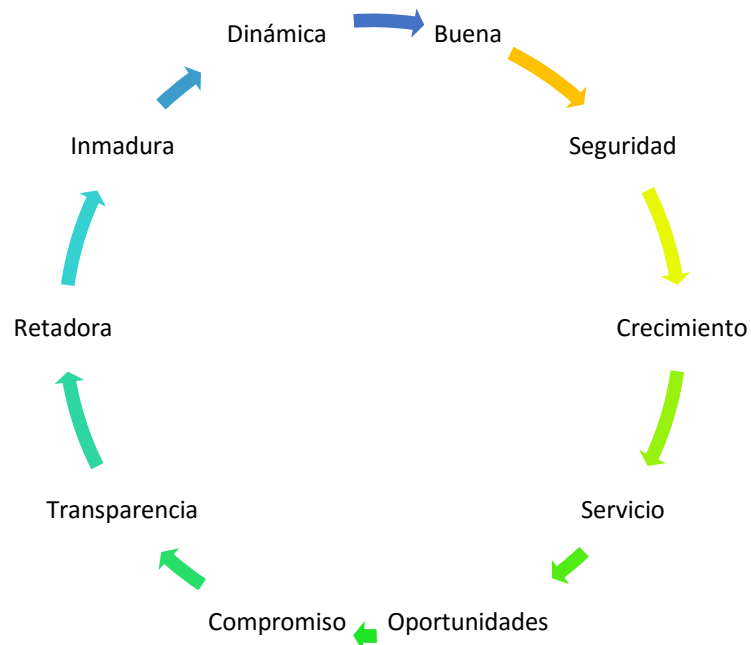 Dinámica
Buena
Seguridad
Crecimiento
Servicio
Oportunidades
Compromiso
Transparencia
Retadora
Inmadura